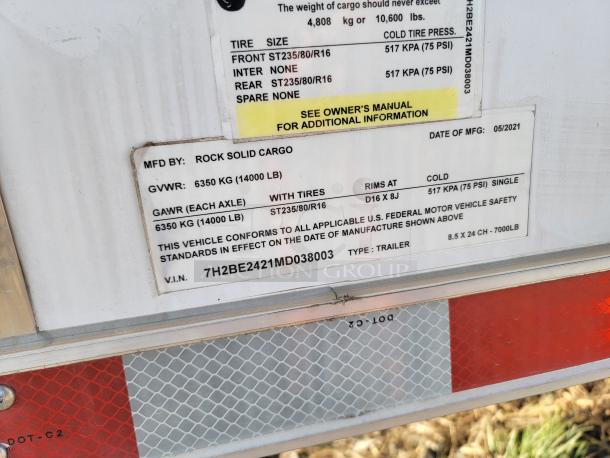 The weight of cargo should never exceed
4,808 kg or 10,600 lbs.
TIRE SIZE COLD TIRE PRESS.
FRONT ST235/80/R16 517 KPA (75 PSI)
INTER NONE
REAR ST235/80/R16 517 KPA (75 PSI)
SPARE NONE
SEE OWNER'S MANUAL
FOR ADDITIONAL INFORMATION
7H2BE2421MD038003
MFD BY: ROCK SOLID CARGO DATE OF MFG: 05/2021
GVWR: 6350 KG (14000 LB)
GAWR (EACH AXLE) WITH TIRES RIMS AT COLD
6350 KG (14000 LB) ST235/80/R16 D16 X 8J 517 KPA (75 PSI) SINGLE
THIS VEHICLE CONFORMS TO ALL APPLICABLE U.S. FEDERAL MOTOR VEHICLE SAFETY
STANDARDS IN EFFECT ON THE DATE OF MANUFACTURE SHOWN ABOVE
V.I.N. 7H2BE2421MD038003 TYPE : TRAILER 8.5 X 24 CH - 7000LB
GROUP
DOT-C2
DOT-C2